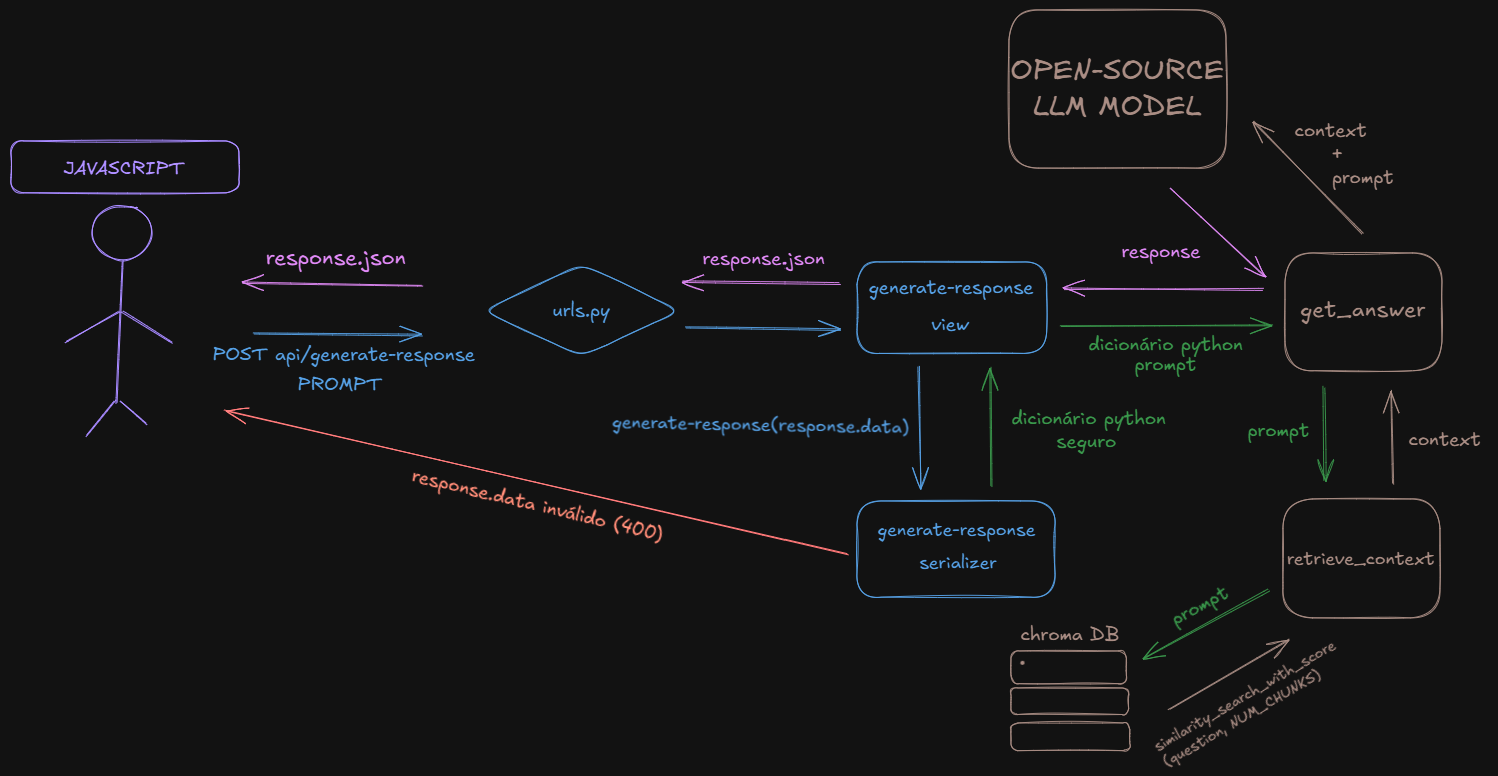 OPEN-SOURCE
LLM MODEL
context
+
prompt
JAVASCRIPT
response.json
response.json
response
urls.py
generate-response
view
get_answer
POST api/generate-response
PROMPT
dicionário python
prompt
generate-response(response.data)
dicionário python
seguro
prompt
context
response.data inválido (400)
generate-response
serializer
retrieve_context
prompt
chroma DB
similarity_search_with_score
(question, NUM_CHUNKS)